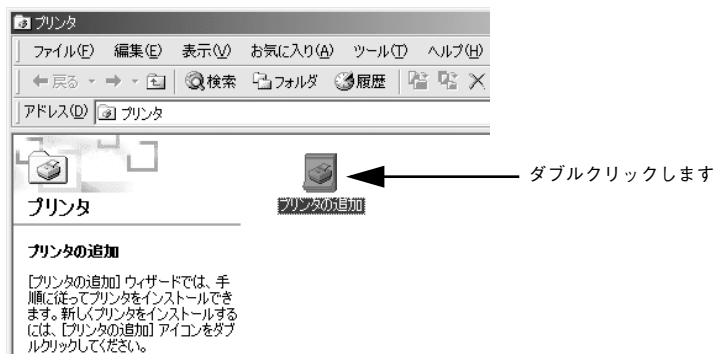 プリンタ
ファイル(F) 編集(E) 表示(V) お気に入り(A) ツール(T) ヘルプ(H)
戻る 検索 フォルダ 履歴
アドレス(D) プリンタ
プリンタの追加
ダブルクリックします
プリンタ
プリンタの追加
[プリンタの追加] ウィザードでは、手
順に従ってプリンタをインストールでき
ます。新しくプリンタをインストールする
には、[プリンタの追加] アイコンをダブ
ルクリックしてください。